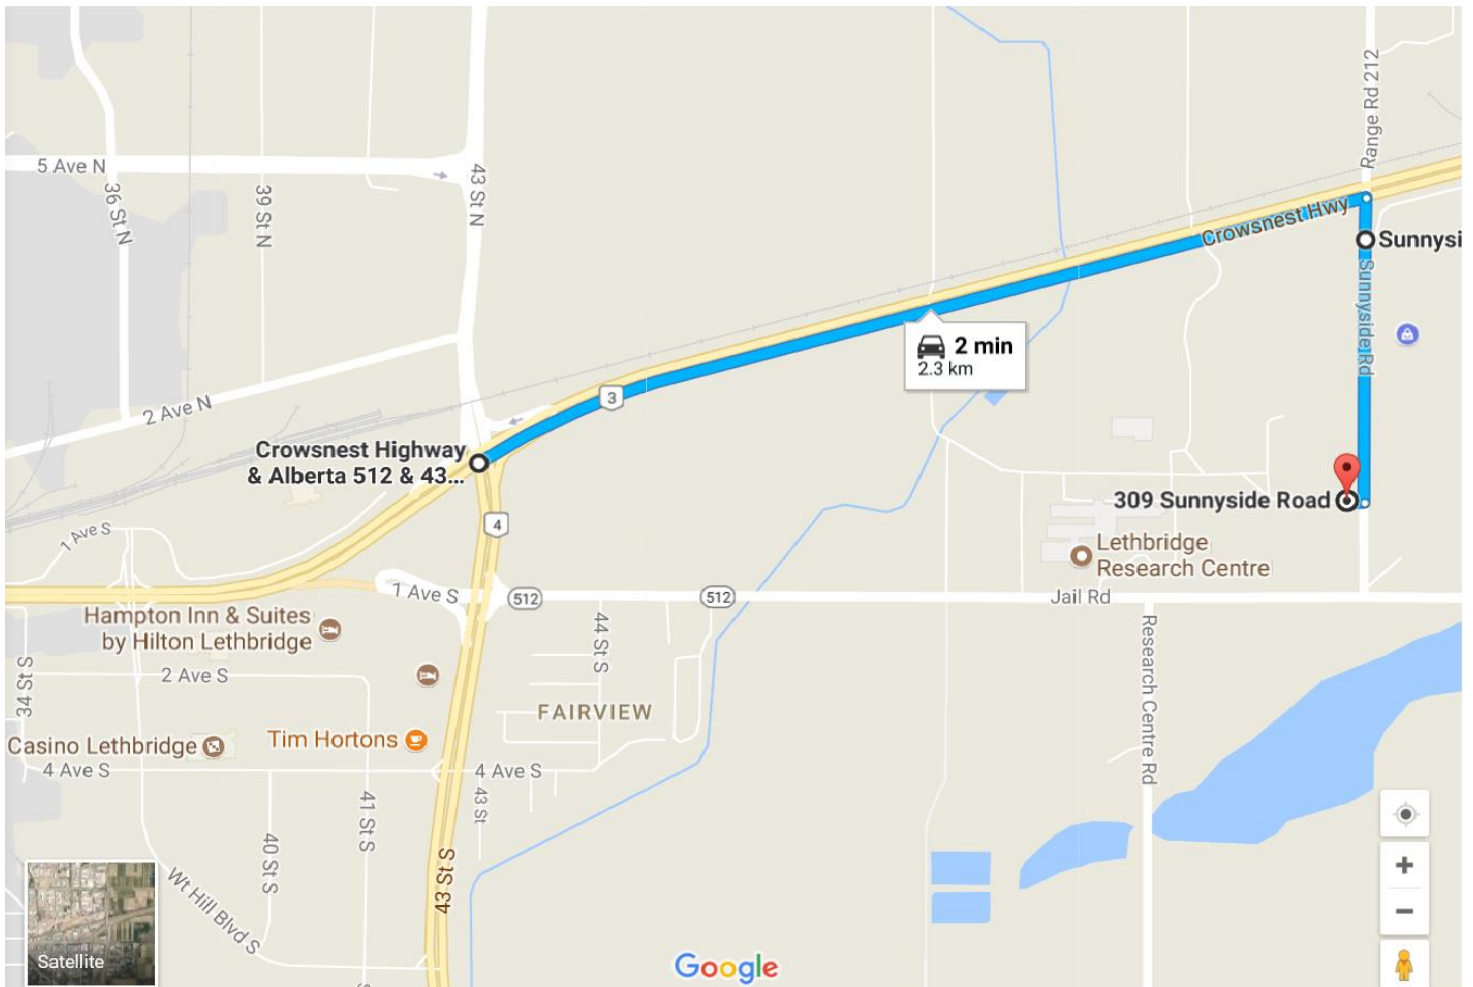 Range Rd 212
5 Ave N
36 St N
39 St N
43 St N
Crowsnest Hwy
Sunnysi
Sunnyside Rd
2 min
2.3 km
3
2 Ave N
Crowsnest Highway
& Alberta 512 & 43...
309 Sunnyside Road
4
1 Ave S
Lethbridge
Research Centre
1 Ave S
512
512
Jail Rd
Hampton Inn & Suites
by Hilton Lethbridge
44 St S
Research Centre Rd
34 St S
2 Ave S
FAIRVIEW
Casino Lethbridge
Tim Hortons
4 Ave S
4 Ave S
43 St
41 St S
40 St S
43 St S
Wt Hill Blvd S
Satellite
Google